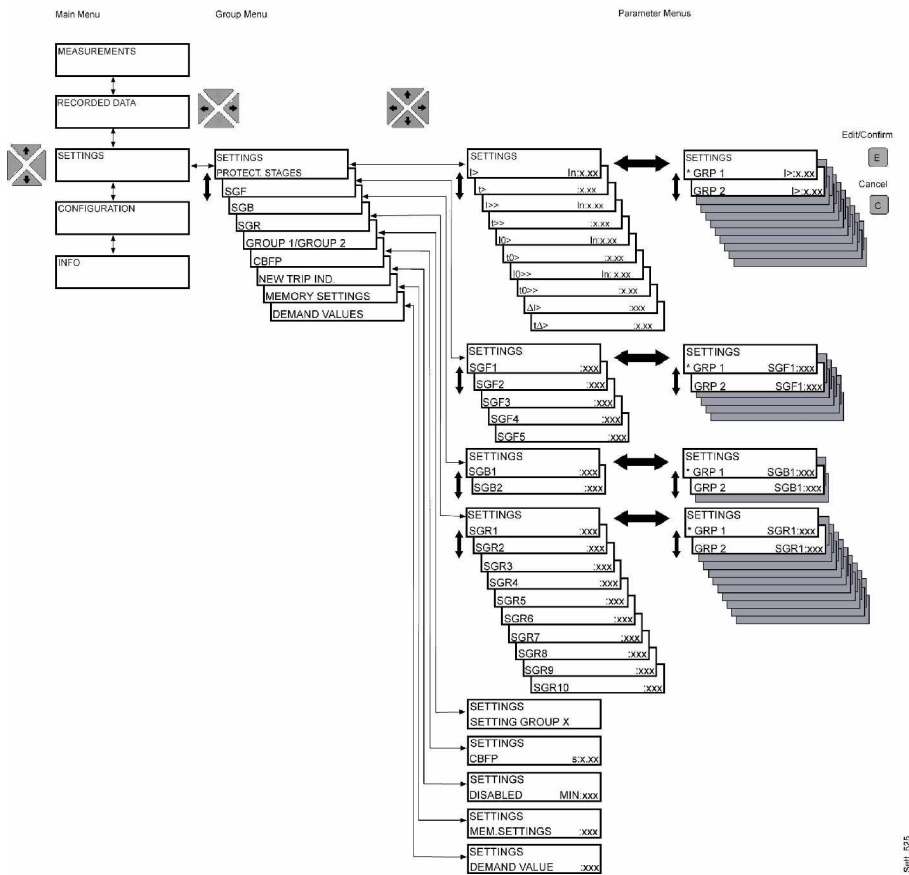 Main Menu
Group Menu
Parameter Menus
MEASUREMENTS
RECORDED DATA
SETTINGS
CONFIGURATION
INFO
SETTINGS
PROTECT. STAGES
SGF
SGB
SGR
GROUP 1/GROUP 2
CBFP
NEW TRIP IND.
MEMORY SETTINGS
DEMAND VALUES
SETTINGS
I> In:x.xx
t> :x.xx
I>> In:x.xx
t>> :x.xx
I0> In:x.xx
t0> :x.xx
I0>> In: x.xx
t0>> :x.xx
ΔI> :xxx
tΔ> :x.xx
SETTINGS
* GRP 1 I>:x.xx
GRP 2 I>:x.xx
Edit/Confirm
E
Cancel
C
SETTINGS
SGF1 :xxx
SGF2 :xxx
SGF3 :xxx
SGF4 :xxx
SGF5 :xxx
SETTINGS
* GRP 1 SGF1:xxx
GRP 2 SGF1:xxx
SETTINGS
SGB1 :xxx
SGB2 :xxx
SETTINGS
* GRP 1 SGB1:xxx
GRP 2 SGB1:xxx
SETTINGS
SGR1 :xxx
SGR2 :xxx
SGR3 :xxx
SGR4 :xxx
SGR5 :xxx
SGR6 :xxx
SGR7 :xxx
SGR8 :xxx
SGR9 :xxx
SGR10 :xxx
SETTINGS
* GRP 1 SGR1:xxx
GRP 2 SGR1:xxx
SETTINGS
SETTING GROUP X
SETTINGS
CBFP s:x.xx
SETTINGS
DISABLED MIN:xxx
SETTINGS
MEM.SETTINGS :xxx
SETTINGS
DEMAND VALUE :xxx
Sett_525